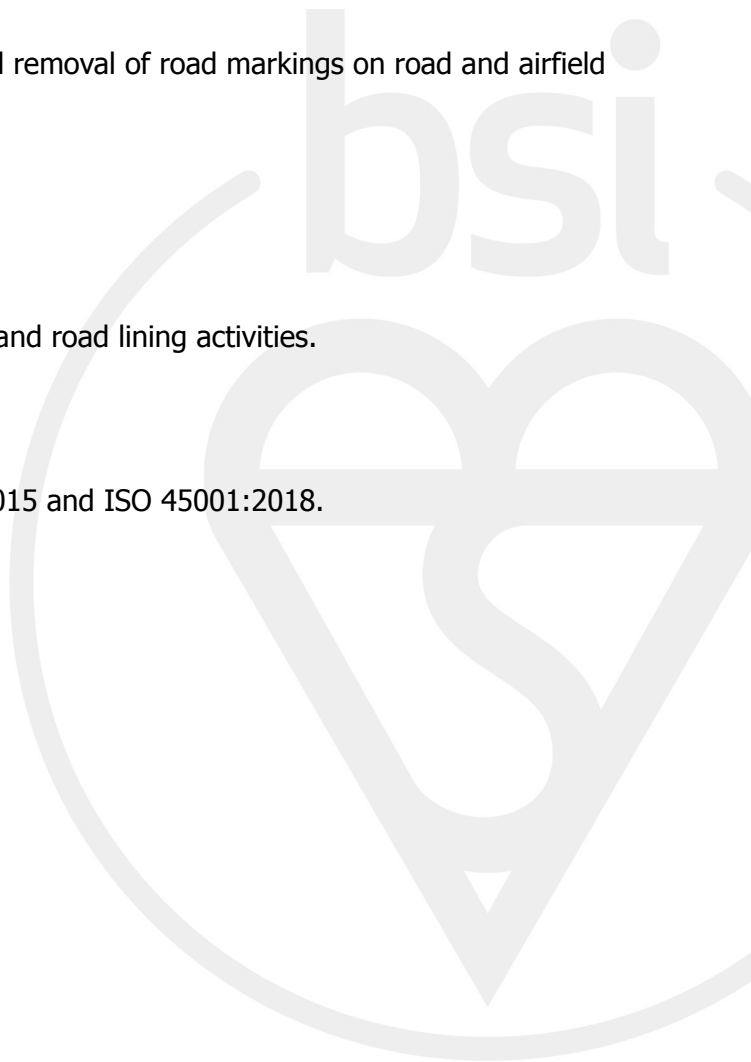 bsi
removal of road markings on road and airfield
and road lining activities.
015 and ISO 45001:2018.